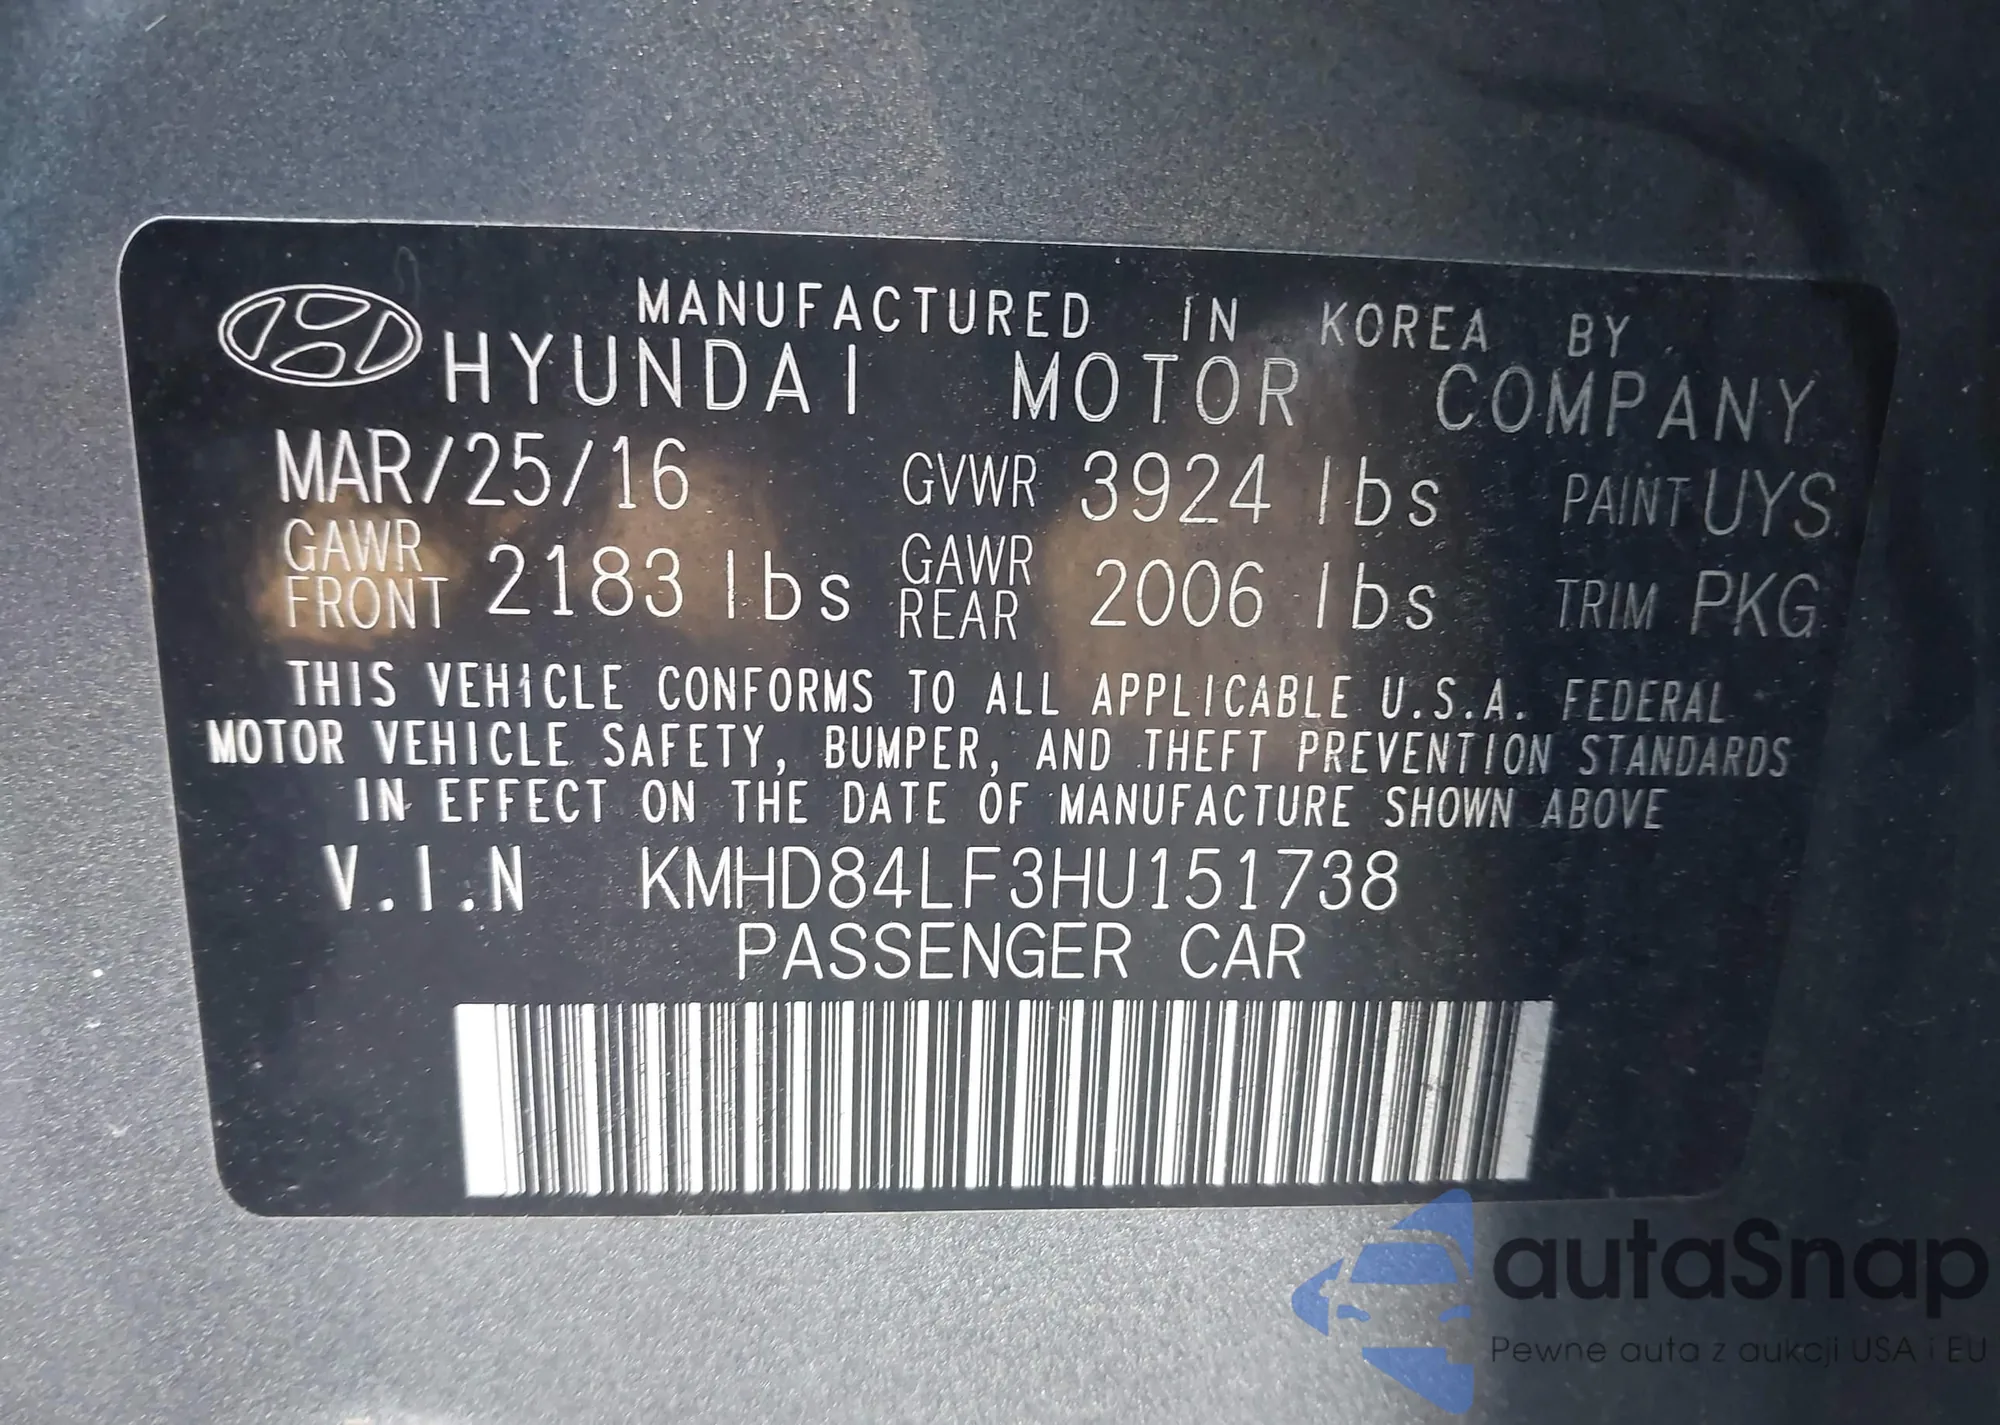 MANUFACTURED IN KOREA BY
HYUNDAI MOTOR COMPANY
MAR/25/16 GVWR 3924 lbs PAINT UYS
GAWR FRONT 2183 lbs GAWR REAR 2006 lbs TRIM PKG
THIS VEHICLE CONFORMS TO ALL APPLICABLE U.S.A. FEDERAL
MOTOR VEHICLE SAFETY, BUMPER, AND THEFT PREVENTION STANDARDS
IN EFFECT ON THE DATE OF MANUFACTURE SHOWN ABOVE
V.I.N KMHD84LF3HU151738
PASSENGER CAR
autaSnap
Pewne auta z aukcji USA i EU